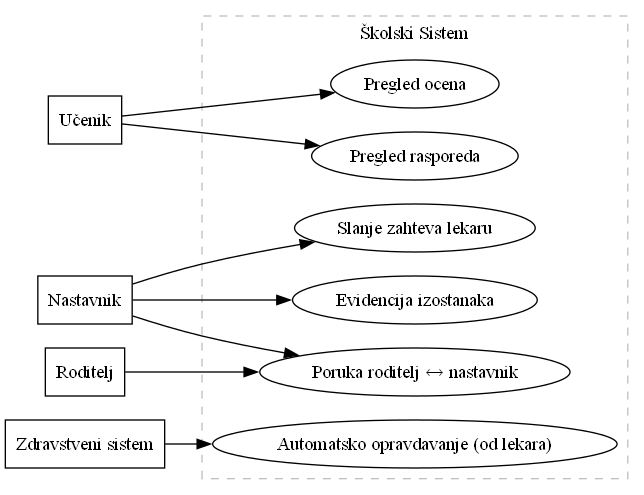 Školski Sistem
Pregled ocena
Učenik
Pregled rasporeda
Slanje zahteva lekaru
Nastavnik
Evidencija izostanaka
Roditelj
Poruka roditelj ↔ nastavnik
Zdravstveni sistem
Automatsko opravdavanje (od lekara)